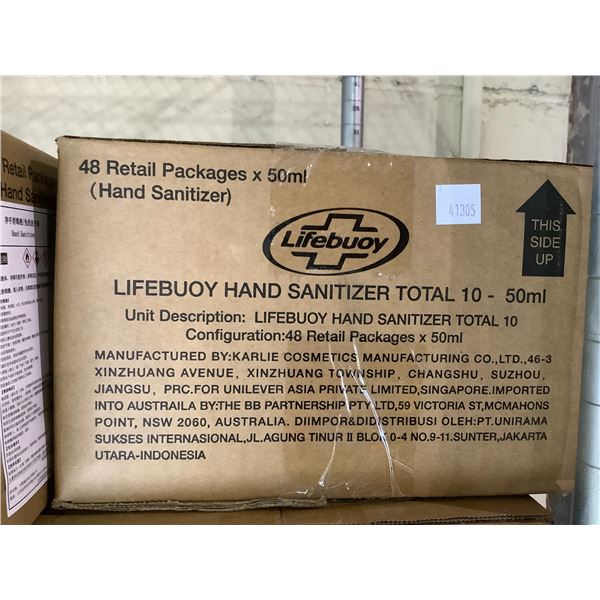 48 Retail Packages x 50ml
(Hand Sanitizer)
41305
THIS
SIDE
UP
Lifebuoy
LIFEBUOY HAND SANITIZER TOTAL 10 - 50ml
Unit Description: LIFEBUOY HAND SANITIZER TOTAL 10
Configuration:48 Retail Packages x 50ml
MANUFACTURED BY:KARLIE COSMETICS MANUFACTURING CO.,LTD.,46-3
XINZHUANG AVENUE, XINZHUANG TOWNSHIP, CHANGSHU, SUZHOU,
JIANGSU, PRC.FOR UNILEVER ASIA PRIVATE LIMITED,SINGAPORE.IMPORTED
INTO AUSTRAILA BY:THE BB PARTNERSHIP PTY LTD,59 VICTORIA ST,MCMAHONS
POINT, NSW 2060, AUSTRALIA. DIIMPOR&DIDISTRIBUSI OLEH:PT.UNIRAMA
SUKSES INTERNASIONAL,JL.AGUNG TINUR II BLOK 0-4 NO.9-11.SUNTER,JAKARTA
UTARA-INDONESIA
Retail Packages
Hand Sani